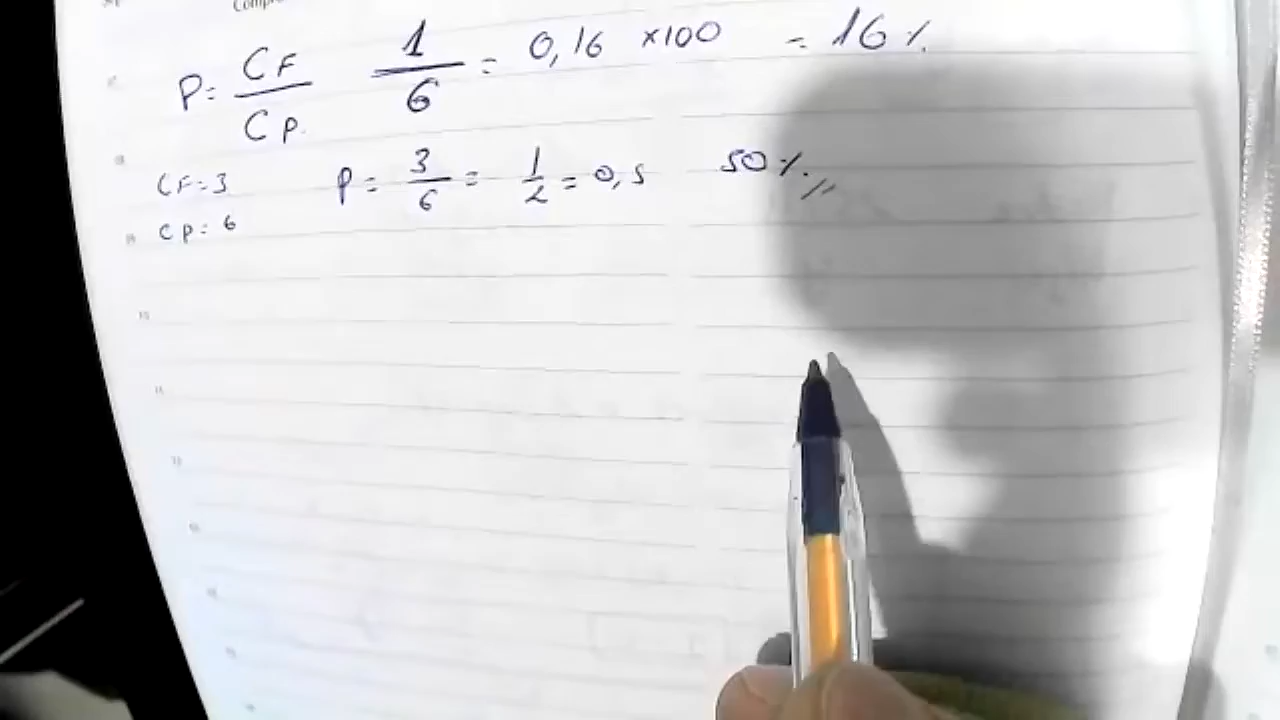 P= CF/CP 1/6 = 0,16 x100 = 16%
CF=3 P= 3/6 = 1/2 = 0,5 50%
CP=6